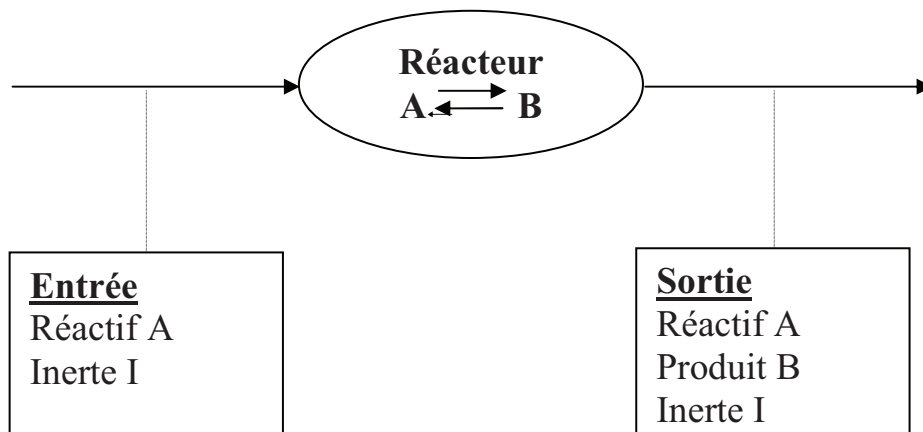 Réacteur
A B
Entrée
Réactif A
Inerte I
Sortie
Réactif A
Produit B
Inerte I